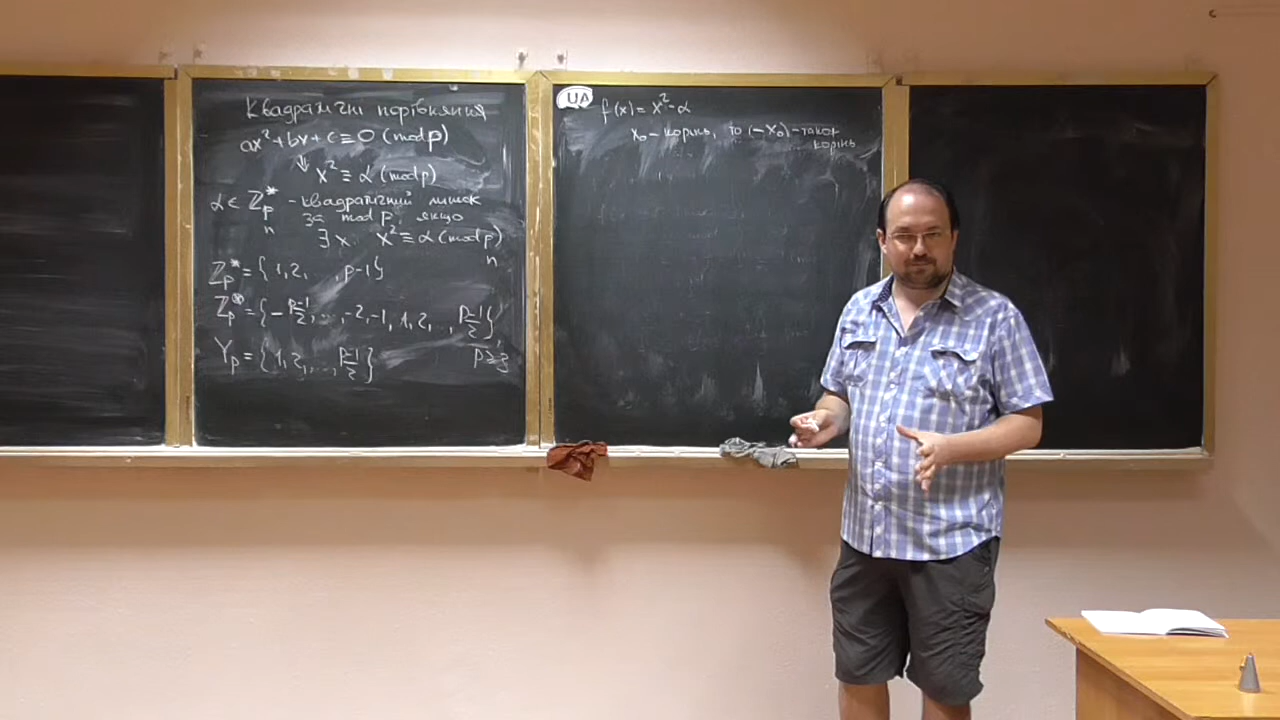 Квадратичні порівняння
ax² + bx + c ≡ 0 (mod p)
⇓ x² ≡ α (mod p)
α ∈ ℤ*ₚ - квадратичний лишок
n за mod p, якщо
∃ x: x² ≡ α (mod p)
n
ℤₚ* = {1, 2, ..., p-1}
ℤₚ* = {-(p-1)/2, ..., -2, -1, 1, 2, ..., (p-1)/2},
Yₚ = {1, 2, ..., (p-1)/2} p ≥ 3
UA
f(x) = x² - α
x₀ - корінь, то (-x₀) - також
корінь